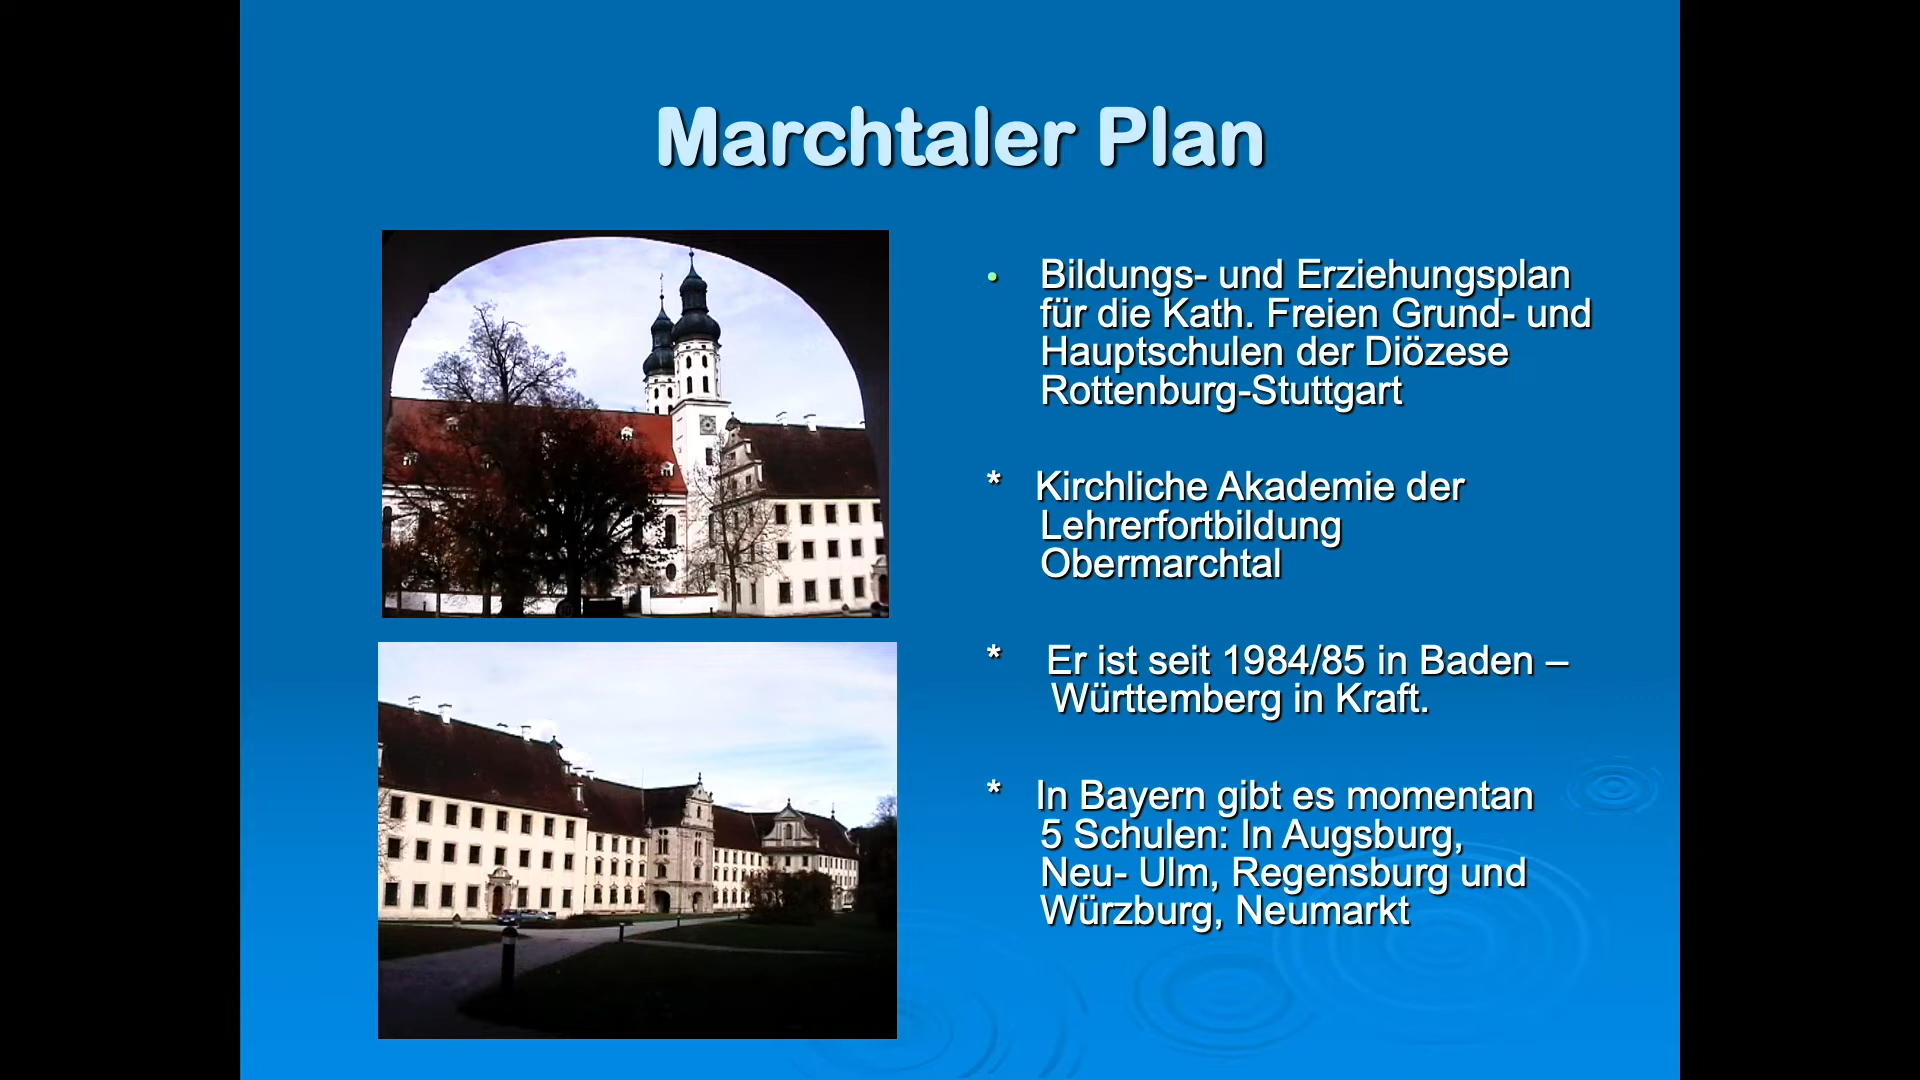 Marchtaler Plan
• Bildungs- und Erziehungsplan
für die Kath. Freien Grund- und
Hauptschulen der Diözese
Rottenburg-Stuttgart
* Kirchliche Akademie der
Lehrerfortbildung
Obermarchtal
* Er ist seit 1984/85 in Baden –
Württemberg in Kraft.
* In Bayern gibt es momentan
5 Schulen: In Augsburg,
Neu- Ulm, Regensburg und
Würzburg, Neumarkt